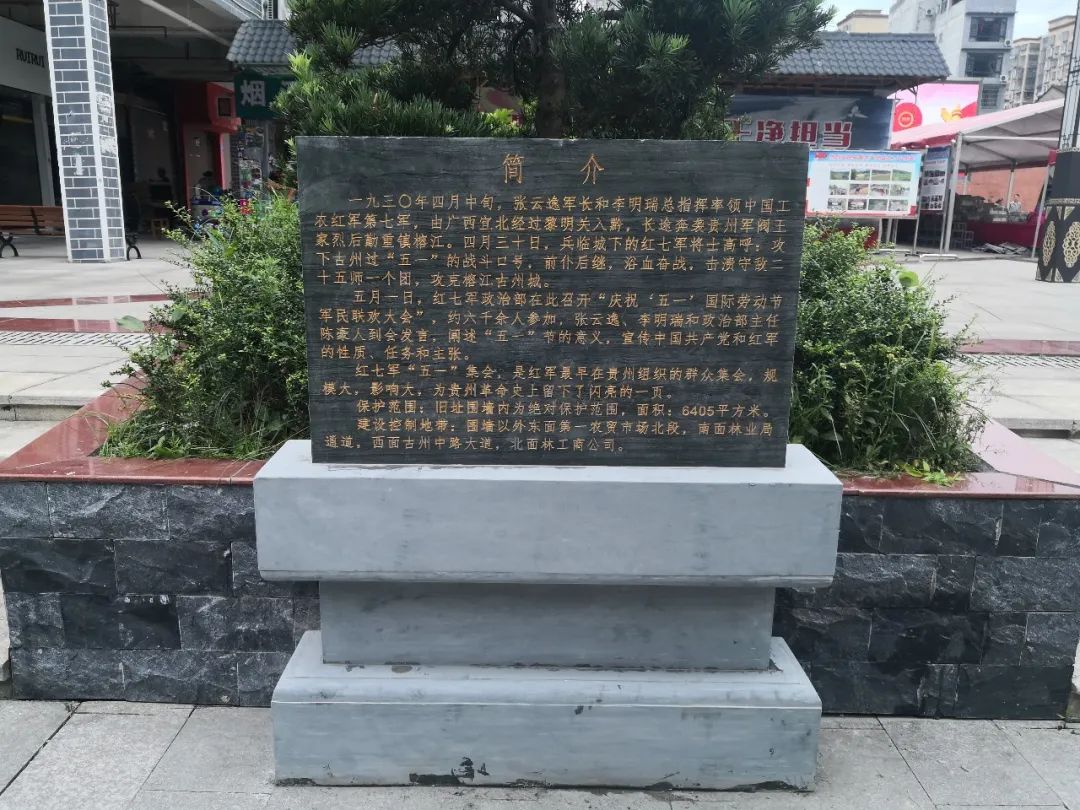 简 介
一九三〇年四月中旬，张云逸军长和李明瑞总指挥率领中国工
农红军第七军，由广西宜北经过黎明关入黔，长途奔袭贵州军阀王
家烈后勤重镇榕江。四月三十日，兵临城下的红七军将士高呼：攻
下古州过“五一”的战斗口号，前仆后继，浴血奋战，击溃守敌二
十五师一个团，攻克榕江古州城。
五月一日，红七军政治部在此召开“庆祝‘五一’国际劳动节
军民联欢大会”，约六千余人参加，张云逸、李明瑞和政治部主任
陈豪人到会发言，阐述“五一”节的意义，宣传中国共产党和红军
的性质、任务和主张。
红七军“五一”集会，是红军最早在贵州组织的群众集会，规
模大，影响大，为贵州革命史上留下了闪亮的一页。
保护范围：旧址围墙内为绝对保护范围，面积：6405平方米。
建设控制地带：围墙以外东面第一农贸市场北段，南面林业局
通道，西面古州中路大道，北面林工商公司。
RUIRUI
烟
净担当